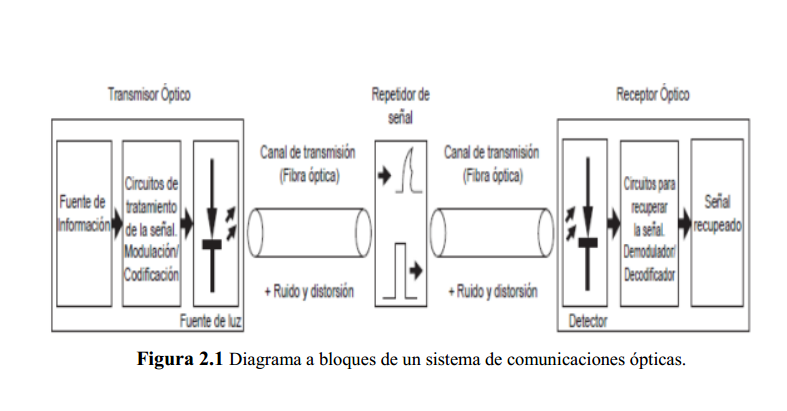 Transmisor Óptico
Repetidor de
señal
Receptor Óptico
Fuente de
Información
Circuitos de
tratamiento
de la señal.
Modulación/
Codificación
Fuente de luz
Canal de transmisión
(Fibra óptica)
+ Ruido y distorsión
Canal de transmisión
(Fibra óptica)
+ Ruido y distorsión
Detector
Circuitos para
recuperar
la señal.
Demodulador/
Decodificador
Señal
recupeado
Figura 2.1 Diagrama a bloques de un sistema de comunicaciones ópticas.